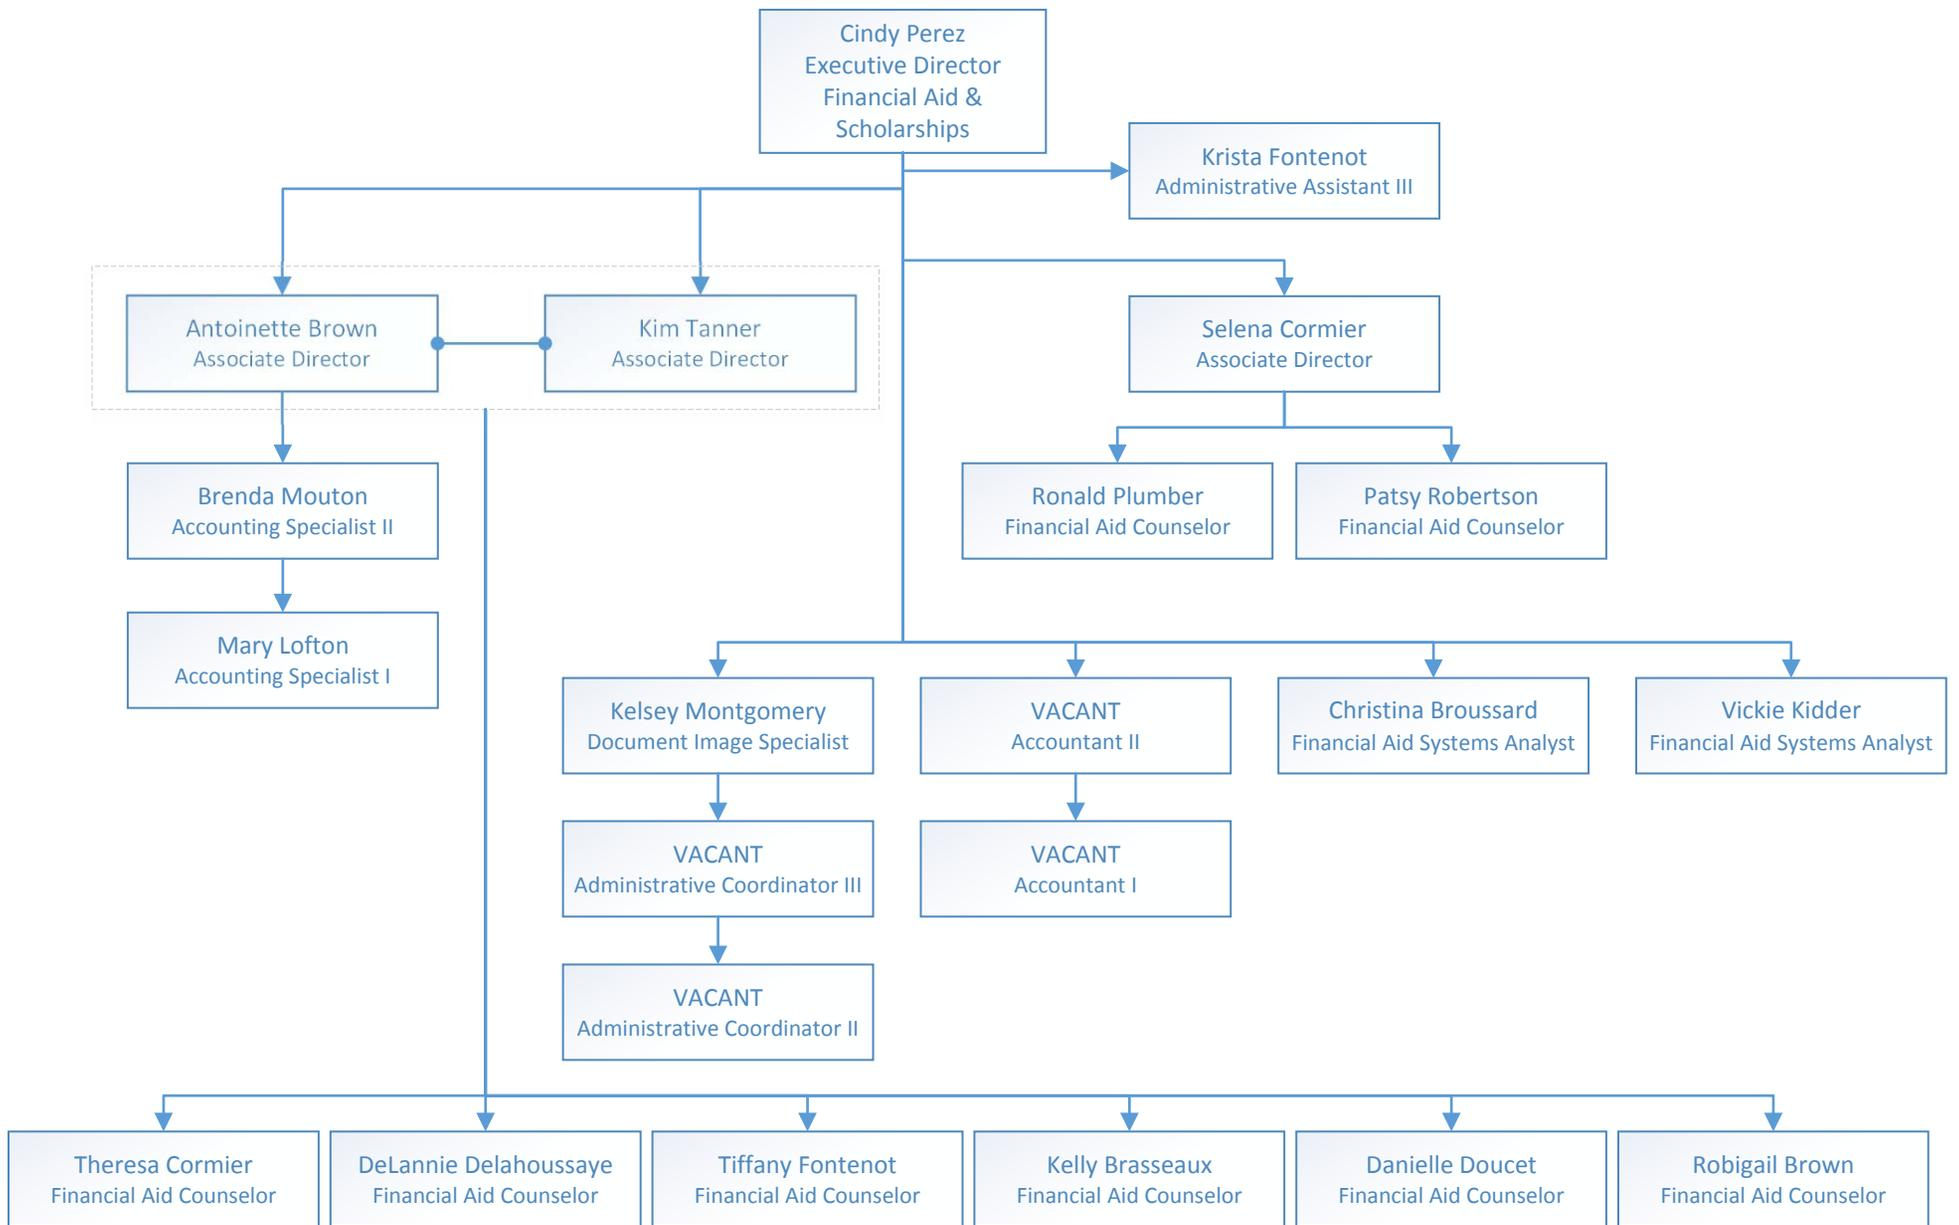 Cindy Perez
Executive Director
Financial Aid &
Scholarships
Krista Fontenot
Administrative Assistant III
Antoinette Brown
Associate Director
Kim Tanner
Associate Director
Selena Cormier
Associate Director
Brenda Mouton
Accounting Specialist II
Ronald Plumber
Financial Aid Counselor
Patsy Robertson
Financial Aid Counselor
Mary Lofton
Accounting Specialist I
Kelsey Montgomery
Document Image Specialist
VACANT
Accountant II
Christina Broussard
Financial Aid Systems Analyst
Vickie Kidder
Financial Aid Systems Analyst
VACANT
Administrative Coordinator III
VACANT
Accountant I
VACANT
Administrative Coordinator II
Theresa Cormier
Financial Aid Counselor
DeLannie Delahoussaye
Financial Aid Counselor
Tiffany Fontenot
Financial Aid Counselor
Kelly Brasseaux
Financial Aid Counselor
Danielle Doucet
Financial Aid Counselor
Robigail Brown
Financial Aid Counselor